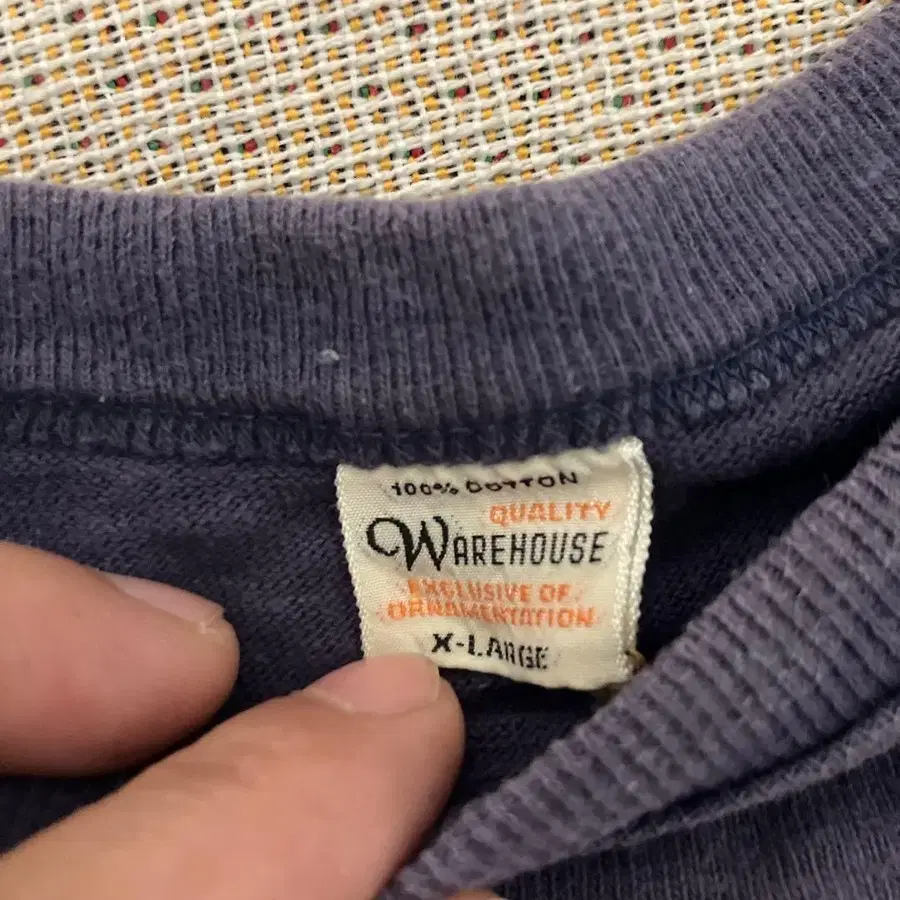 100% COTTON
QUALITY
WAREHOUSE
EXCLUSIVE OF
ORNAMENTATION
X-LARGE